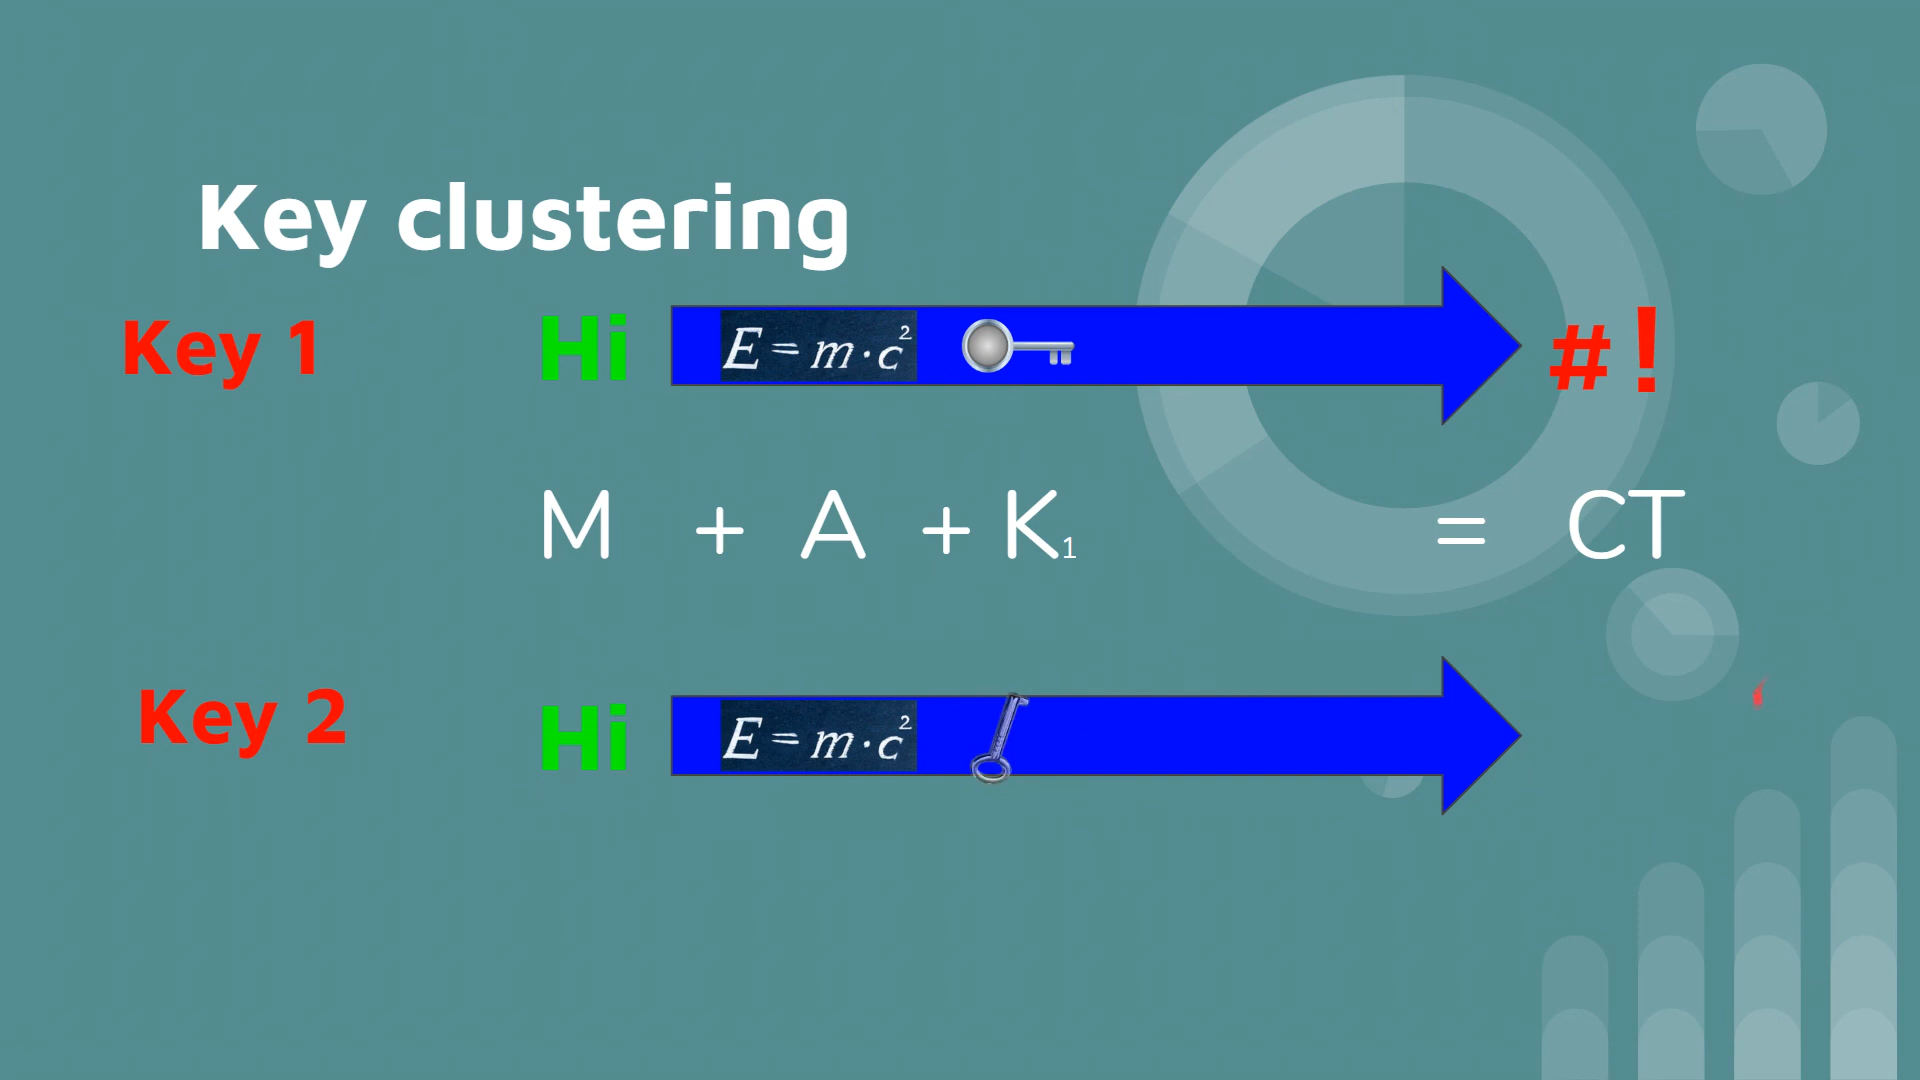 Key clustering
Key 1 Hi E = m · c² # !
M + A + K₁ = CT
Key 2 Hi E = m · c²